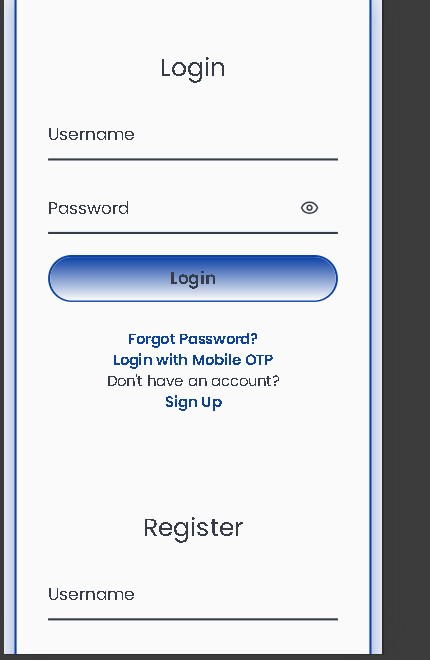 Login
Username
Password
Login
Forgot Password?
Login with Mobile OTP
Don't have an account?
Sign Up
Register
Username